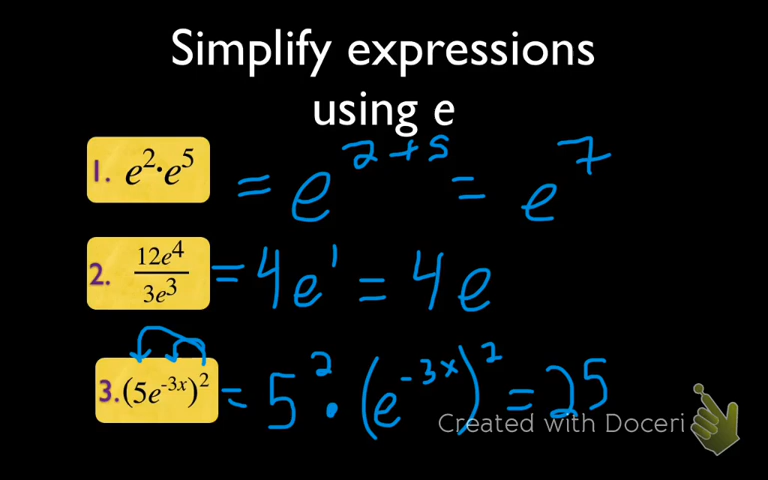 Simplify expressions
using e
1. e²·e⁵ = e²⁺⁵ = e⁷
2. 12e⁴/3e³ = 4e¹ = 4e
3. (5e⁻³ˣ)² = 5² · (e⁻³ˣ)² = 25
Created with Doceri